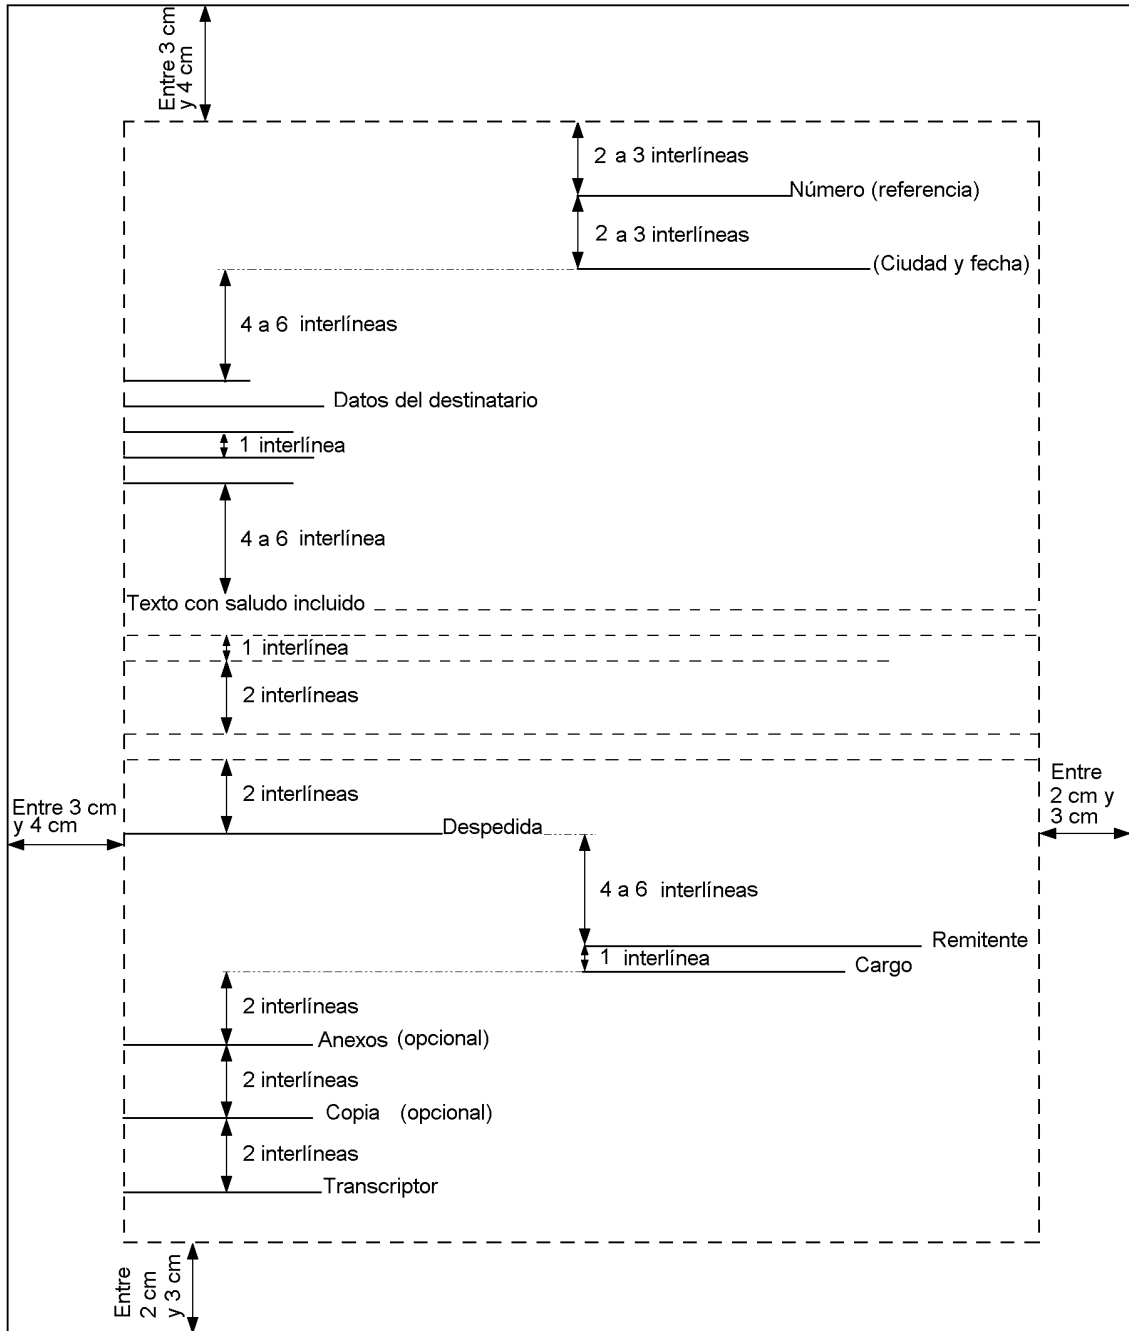 Entre 3 cm
y 4 cm
2 a 3 interlíneas
Número (referencia)
2 a 3 interlíneas
(Ciudad y fecha)
4 a 6 interlíneas
Datos del destinatario
1 interlínea
4 a 6 interlínea
Texto con saludo incluido
1 interlínea
2 interlíneas
2 interlíneas
Entre 3 cm
y 4 cm
Entre
2 cm y
3 cm
Despedida
4 a 6 interlíneas
Remitente
1 interlínea
Cargo
2 interlíneas
Anexos (opcional)
2 interlíneas
Copia (opcional)
2 interlíneas
Transcriptor
Entre
2 cm
y 3 cm